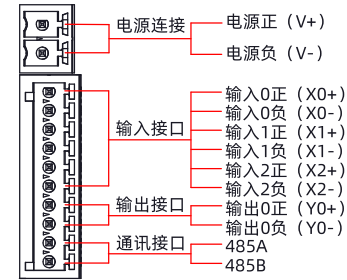 电源连接
电源正（V+）
电源负（V-）
输入接口
输入0正（X0+）
输入0负（X0-）
输入1正（X1+）
输入1负（X1-）
输入2正（X2+）
输入2负（X2-）
输出接口
输出0正（Y0+）
输出0负（Y0-）
通讯接口
485A
485B